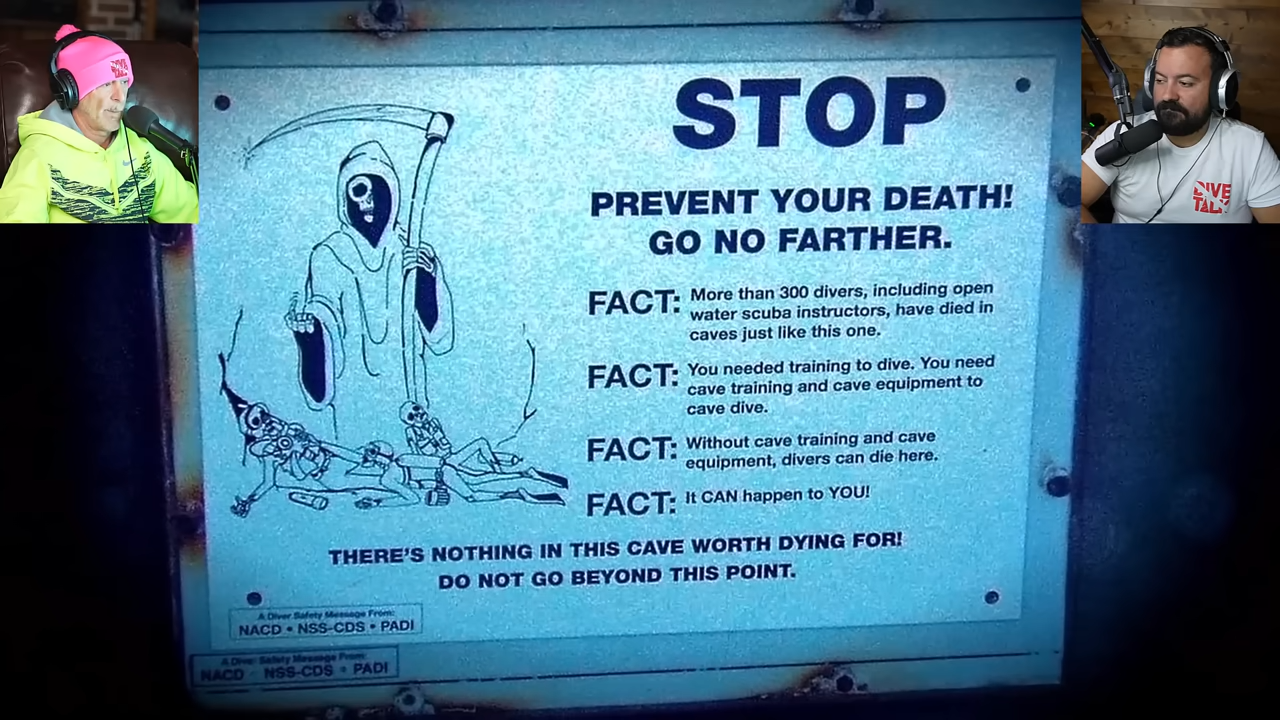 STOP
PREVENT YOUR DEATH!
GO NO FARTHER.
FACT: More than 300 divers, including open
water scuba instructors, have died in
caves just like this one.
FACT: You needed training to dive. You need
cave training and cave equipment to
cave dive.
FACT: Without cave training and cave
equipment, divers can die here.
FACT: It CAN happen to YOU!
THERE'S NOTHING IN THIS CAVE WORTH DYING FOR!
DO NOT GO BEYOND THIS POINT.
A Diver Safety Message From:
NACD • NSS-CDS • PADI
A Diver Safety Message From:
NACD • NSS-CDS • PADI
DIVE
TALK